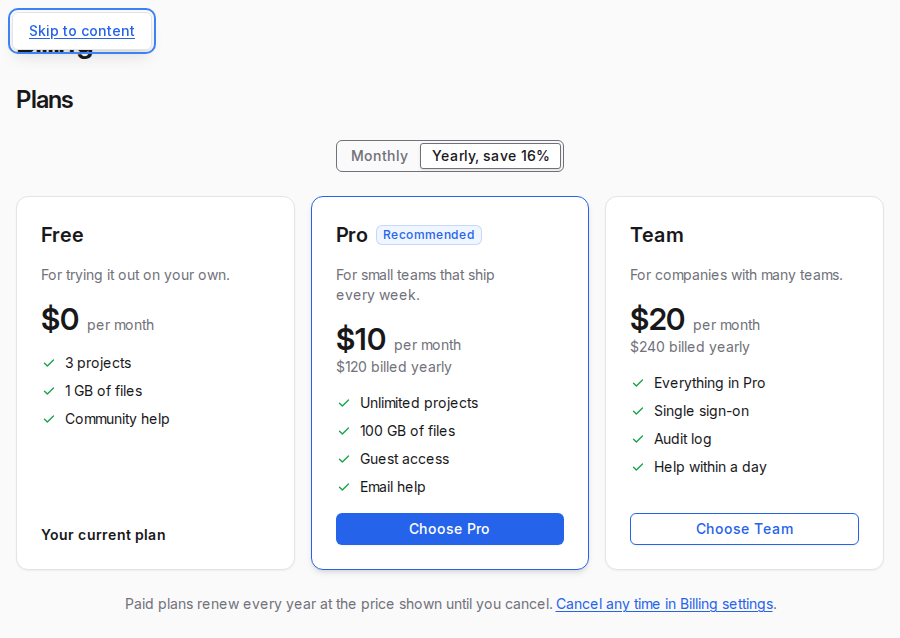 Skip to content
Plans
Monthly
Yearly, save 16%
Free
For trying it out on your own.
$0 per month
3 projects
1 GB of files
Community help
Your current plan
Pro
Recommended
For small teams that ship
every week.
$10 per month
$120 billed yearly
Unlimited projects
100 GB of files
Guest access
Email help
Choose Pro
Team
For companies with many teams.
$20 per month
$240 billed yearly
Everything in Pro
Single sign-on
Audit log
Help within a day
Choose Team
Paid plans renew every year at the price shown until you cancel. Cancel any time in Billing settings.